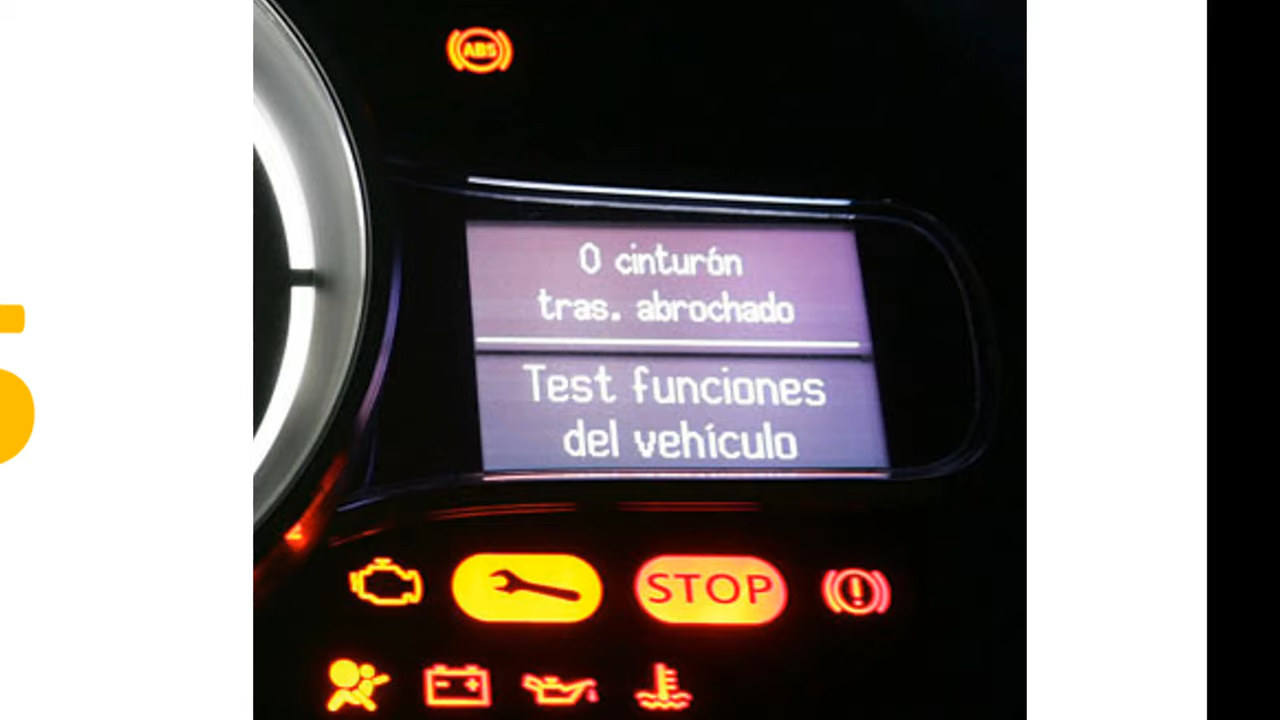 ABS
0 cinturón
tras. abrochado
Test funciones
del vehículo
STOP